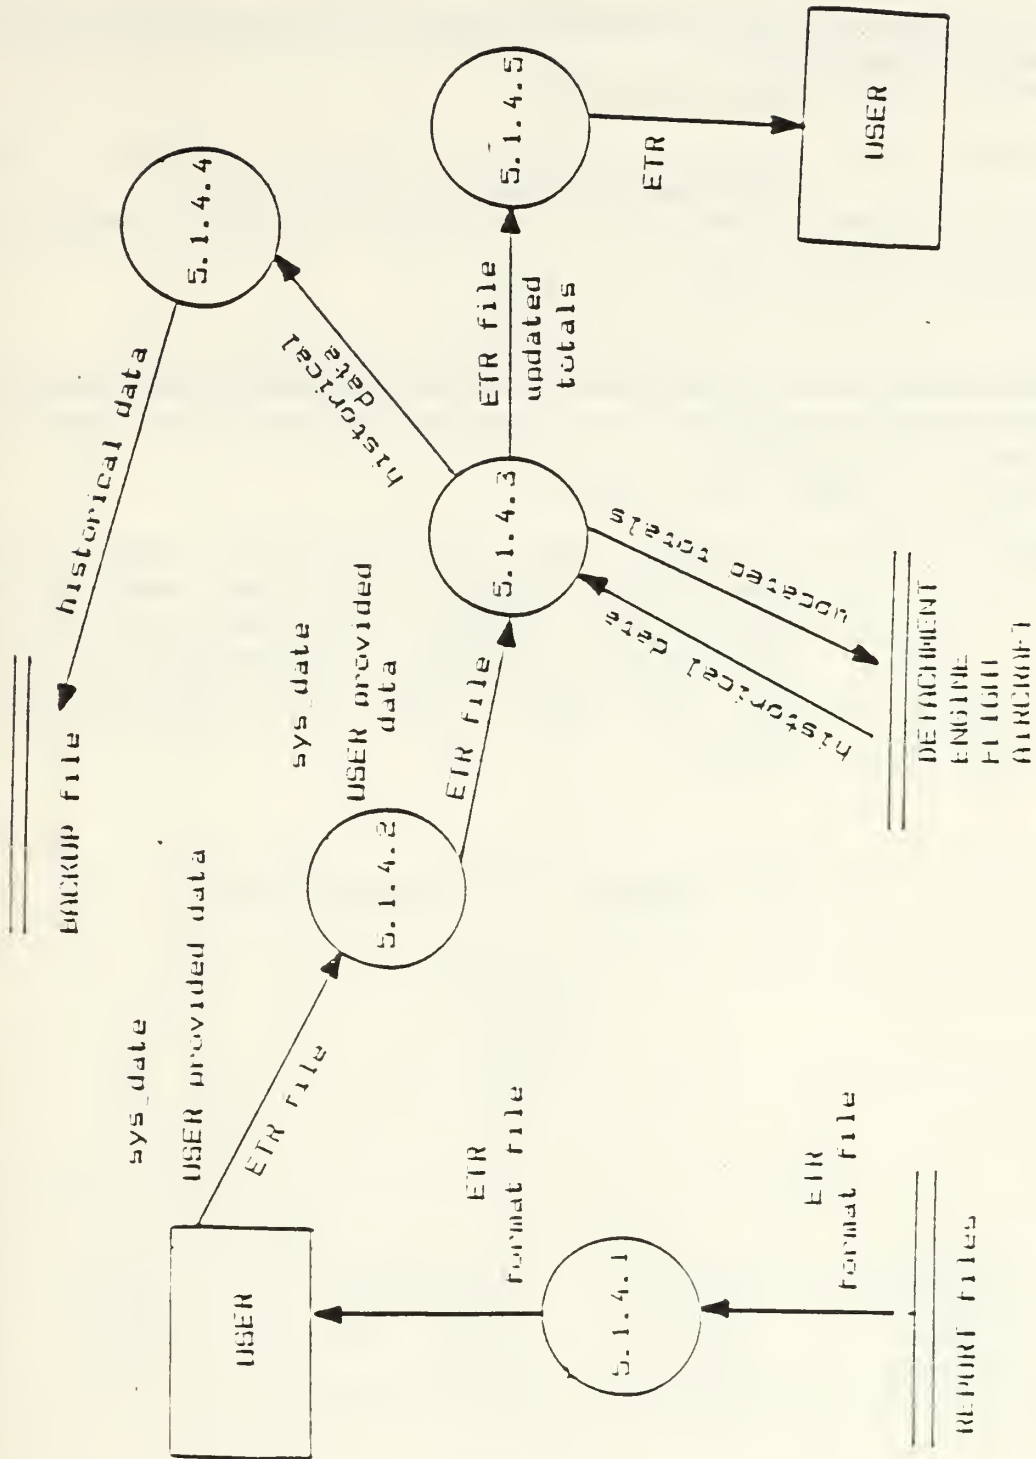 BACKUP file
historical data
5.1.4.4
sys_date
USER provided data
historical
data
USER
ETR file
5.1.4.2
sys_date
USER provided
data
ETR file
5.1.4.3
ETR file
updated
totals
5.1.4.5
ETR
format file
ETR
5.1.4.1
historical data
updated totals
USER
ETR
format file
REPORT files
DETACHMENT
ENGINE
FLIGHT
AIRCRAFT